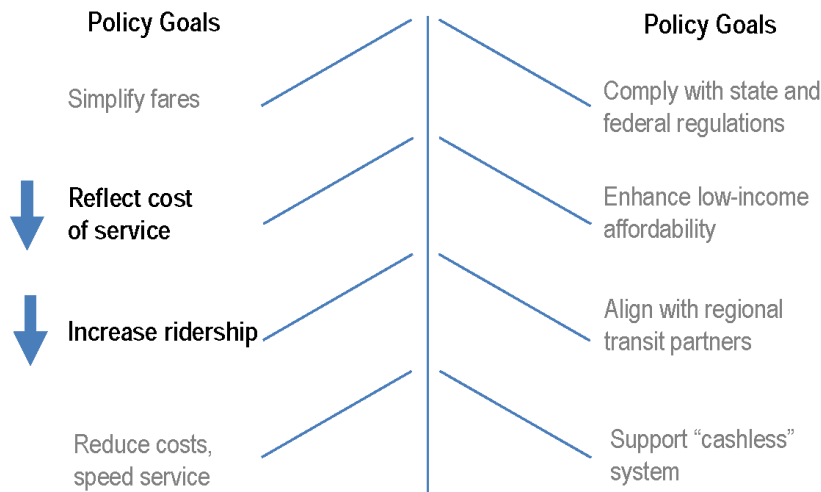 Policy Goals
Simplify fares
Reflect cost
of service
Increase ridership
Reduce costs,
speed service
Policy Goals
Comply with state and
federal regulations
Enhance low-income
affordability
Align with regional
transit partners
Support “cashless”
system